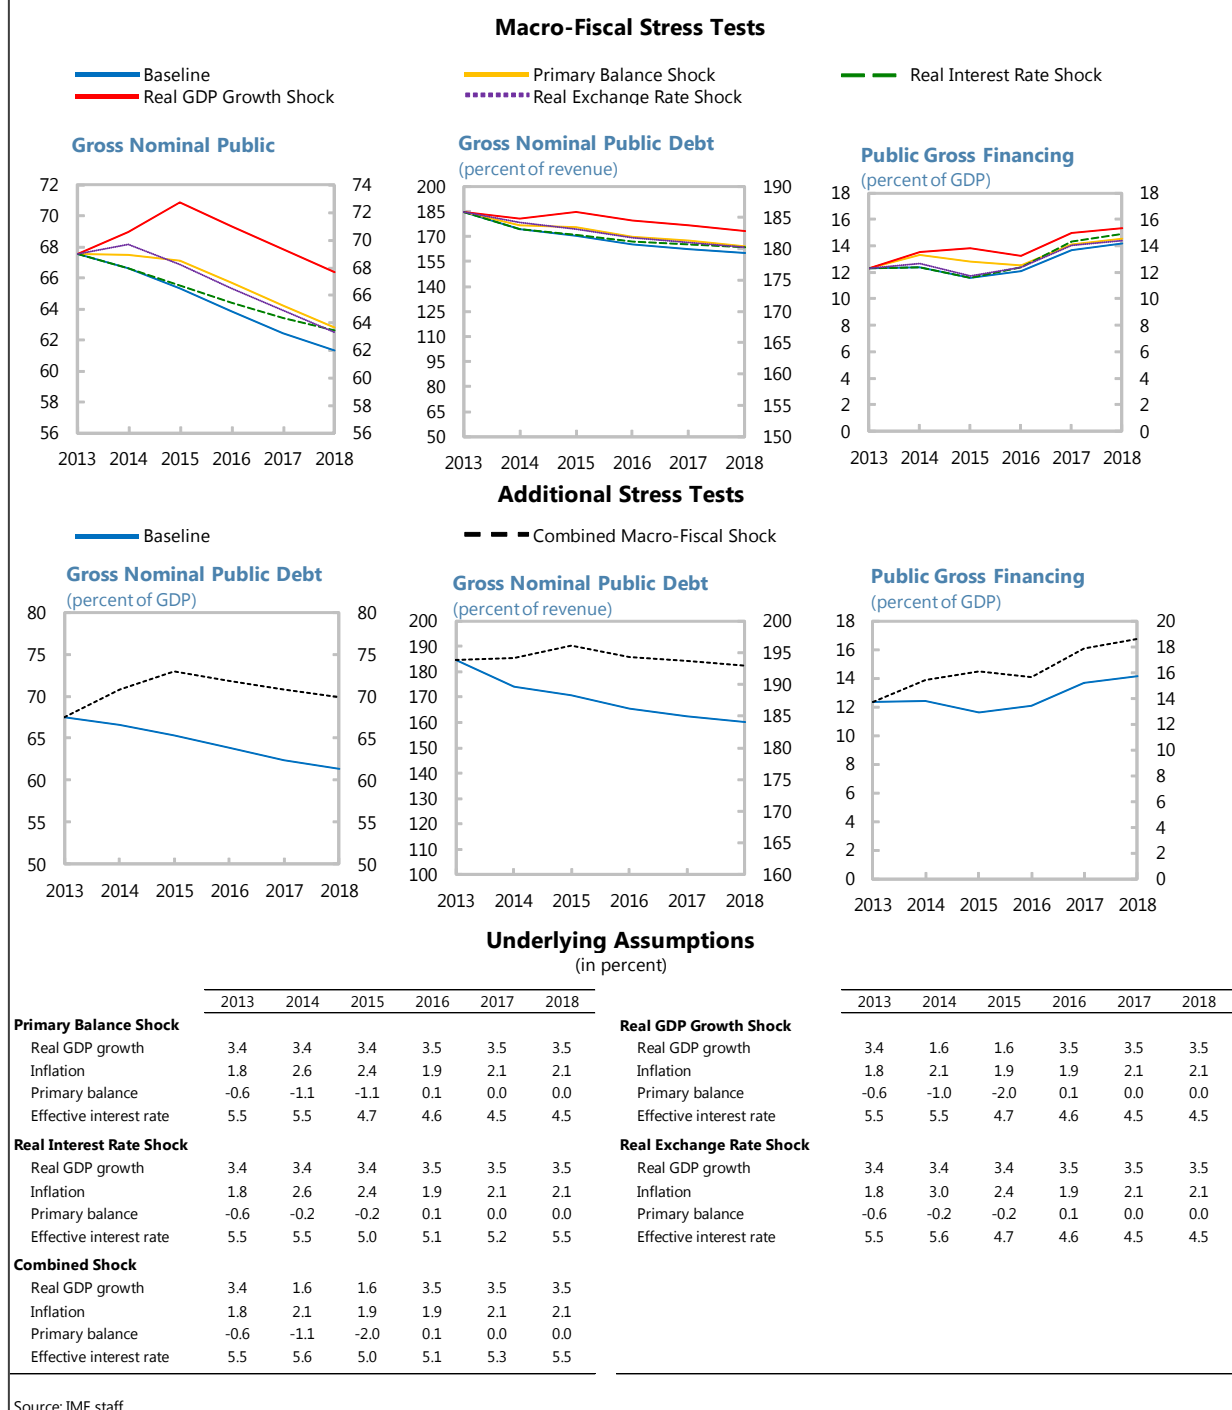 Macro-Fiscal Stress Tests
Baseline
Primary Balance Shock
Real Interest Rate Shock
Real GDP Growth Shock
Real Exchange Rate Shock
Gross Nominal Public
72 70 68 66 64 62 60 58 56
74 72 70 68 66 64 62 60 58 56
2013 2014 2015 2016 2017 2018
Gross Nominal Public Debt
(percent of revenue)
200 185 170 155 140 125 110 95 80 65 50
190 185 180 175 170 165 160 155 150
2013 2014 2015 2016 2017 2018
Public Gross Financing
(percent of GDP)
18 16 14 12 10 8 6 4 2 0
18 16 14 12 10 8 6 4 2 0
2013 2014 2015 2016 2017 2018
Additional Stress Tests
Baseline
Combined Macro-Fiscal Shock
Gross Nominal Public Debt
(percent of GDP)
80 75 70 65 60 55 50
80 75 70 65 60 55 50
2013 2014 2015 2016 2017 2018
Gross Nominal Public Debt
(percent of revenue)
200 190 180 170 160 150 140 130 120 110 100
200 195 190 185 180 175 170 165 160
2013 2014 2015 2016 2017 2018
Public Gross Financing
(percent of GDP)
18 16 14 12 10 8 6 4 2 0
20 18 16 14 12 10 8 6 4 2 0
2013 2014 2015 2016 2017 2018
Underlying Assumptions
(in percent)
2013 2014 2015 2016 2017 2018
Primary Balance Shock
Real GDP growth 3.4 3.4 3.4 3.5 3.5 3.5
Inflation 1.8 2.6 2.4 1.9 2.1 2.1
Primary balance -0.6 -1.1 -1.1 0.1 0.0 0.0
Effective interest rate 5.5 5.5 4.7 4.6 4.5 4.5
Real Interest Rate Shock
Real GDP growth 3.4 3.4 3.4 3.5 3.5 3.5
Inflation 1.8 2.6 2.4 1.9 2.1 2.1
Primary balance -0.6 -0.2 -0.2 0.1 0.0 0.0
Effective interest rate 5.5 5.5 5.0 5.1 5.2 5.5
Combined Shock
Real GDP growth 3.4 1.6 1.6 3.5 3.5 3.5
Inflation 1.8 2.1 1.9 1.9 2.1 2.1
Primary balance -0.6 -1.1 -2.0 0.1 0.0 0.0
Effective interest rate 5.5 5.6 5.0 5.1 5.3 5.5
2013 2014 2015 2016 2017 2018
Real GDP Growth Shock
Real GDP growth 3.4 1.6 1.6 3.5 3.5 3.5
Inflation 1.8 2.1 1.9 1.9 2.1 2.1
Primary balance -0.6 -1.0 -2.0 0.1 0.0 0.0
Effective interest rate 5.5 5.5 4.7 4.6 4.5 4.5
Real Exchange Rate Shock
Real GDP growth 3.4 3.4 3.4 3.5 3.5 3.5
Inflation 1.8 3.0 2.4 1.9 2.1 2.1
Primary balance -0.6 -0.2 -0.2 0.1 0.0 0.0
Effective interest rate 5.5 5.6 4.7 4.6 4.5 4.5
Source: IMF staff